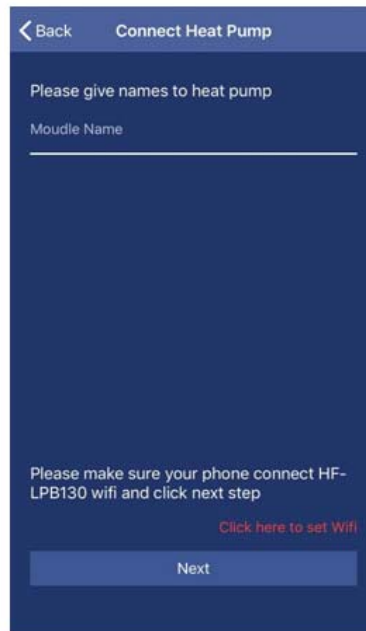 Back Connect Heat Pump
Please give names to heat pump
Moudle Name
Please make sure your phone connect HF-
LPB130 wifi and click next step
Click here to set Wifi
Next